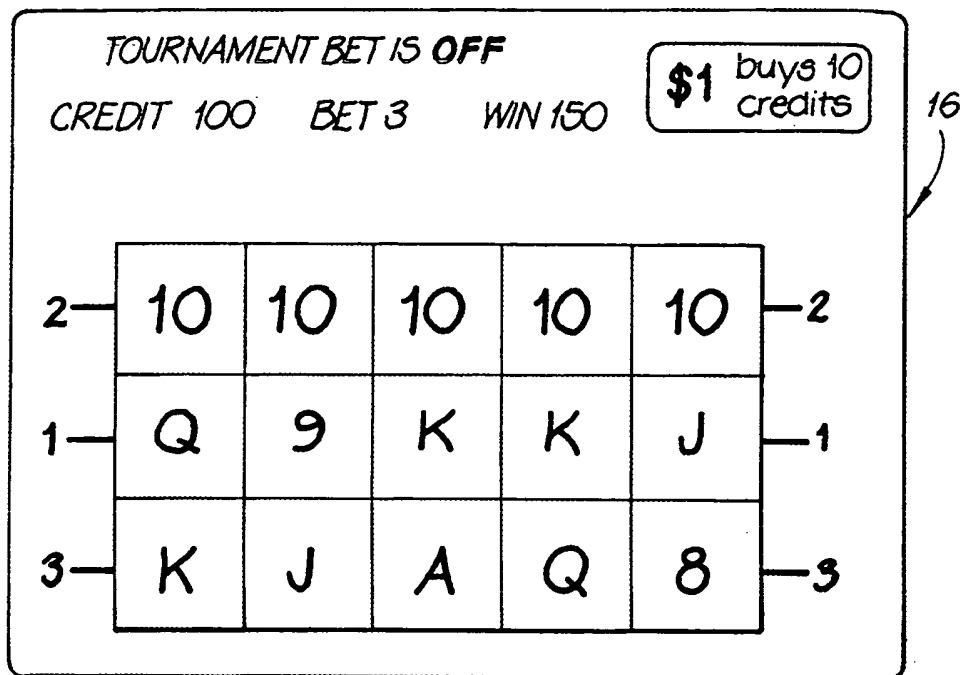 TOURNAMENT BET IS OFF
$1 buys 10
credits
CREDIT 100 BET 3 WIN 150
16
2 10 10 10 10 10 2
1 Q 9 K K J 1
3 K J A Q 8 3